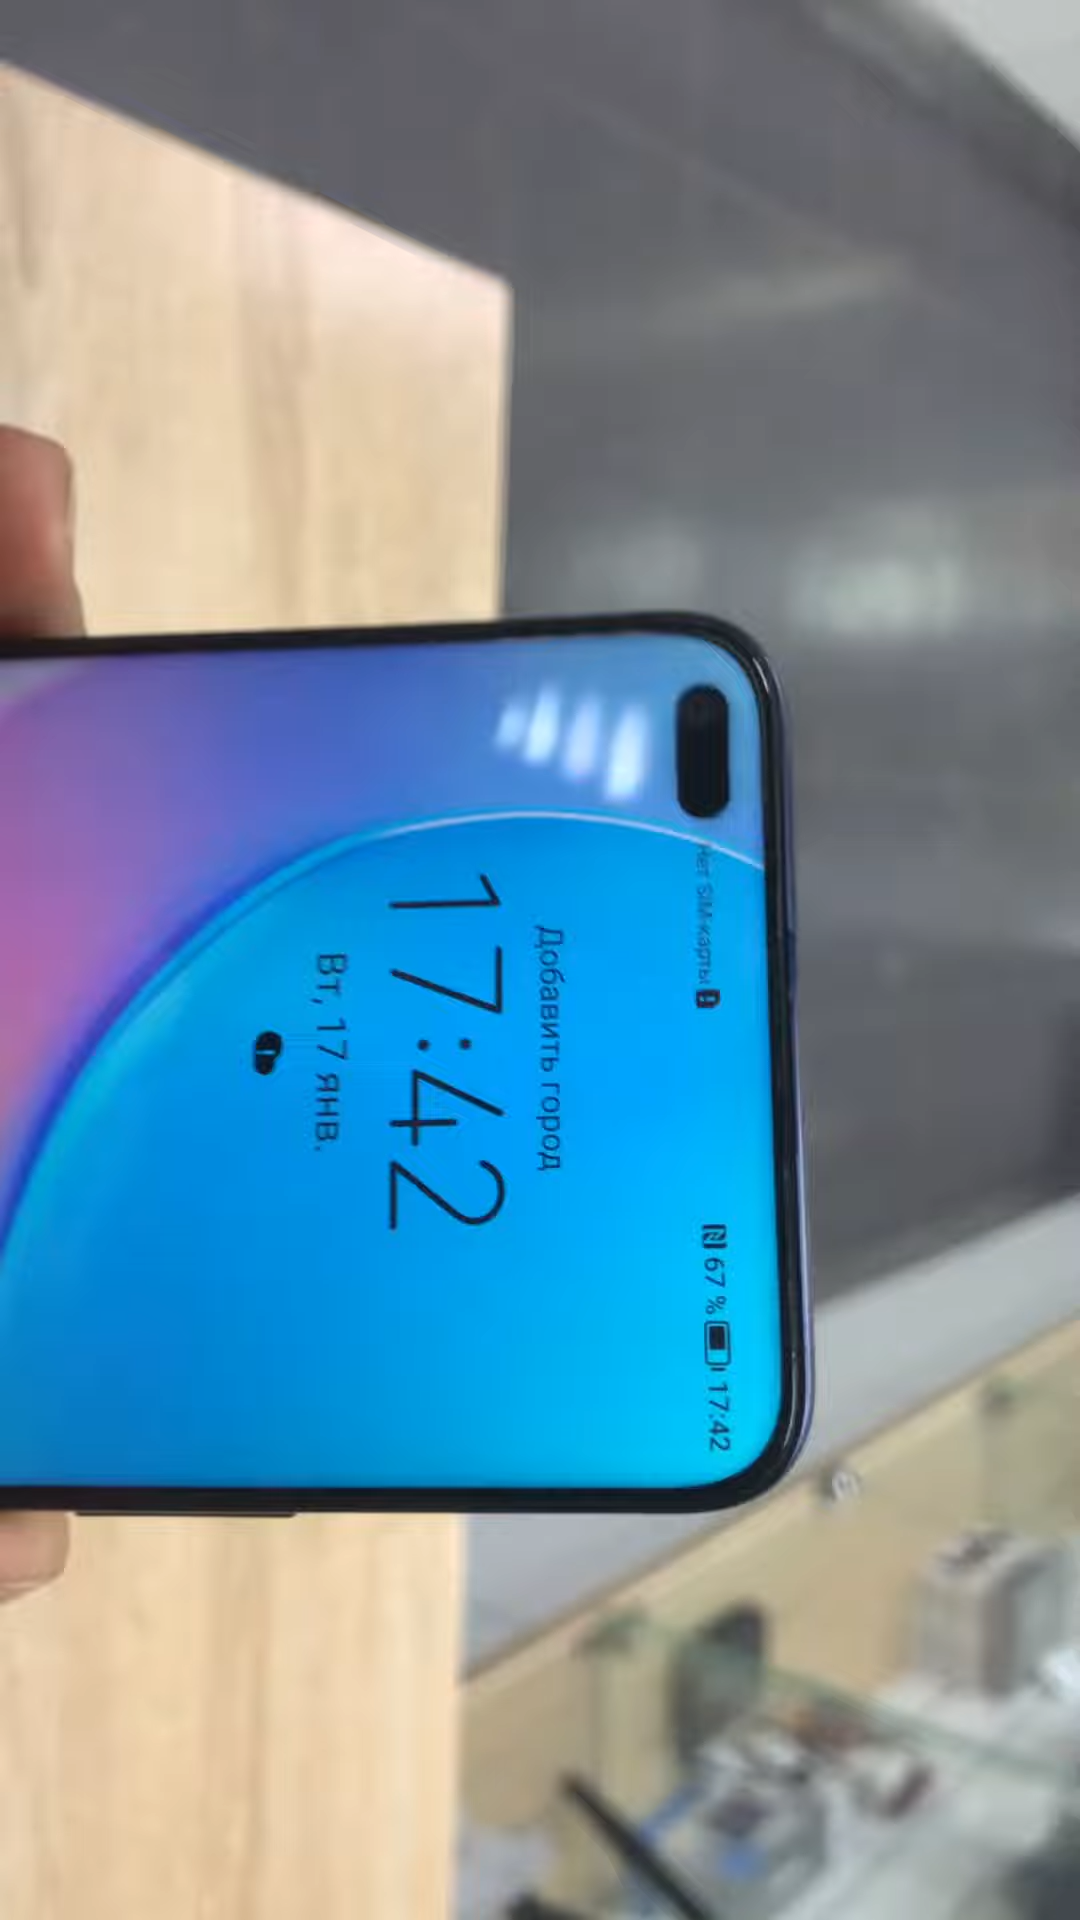 Нет SIM-карты
67 % 17:42
Добавить город
17:42
Вт, 17 янв.